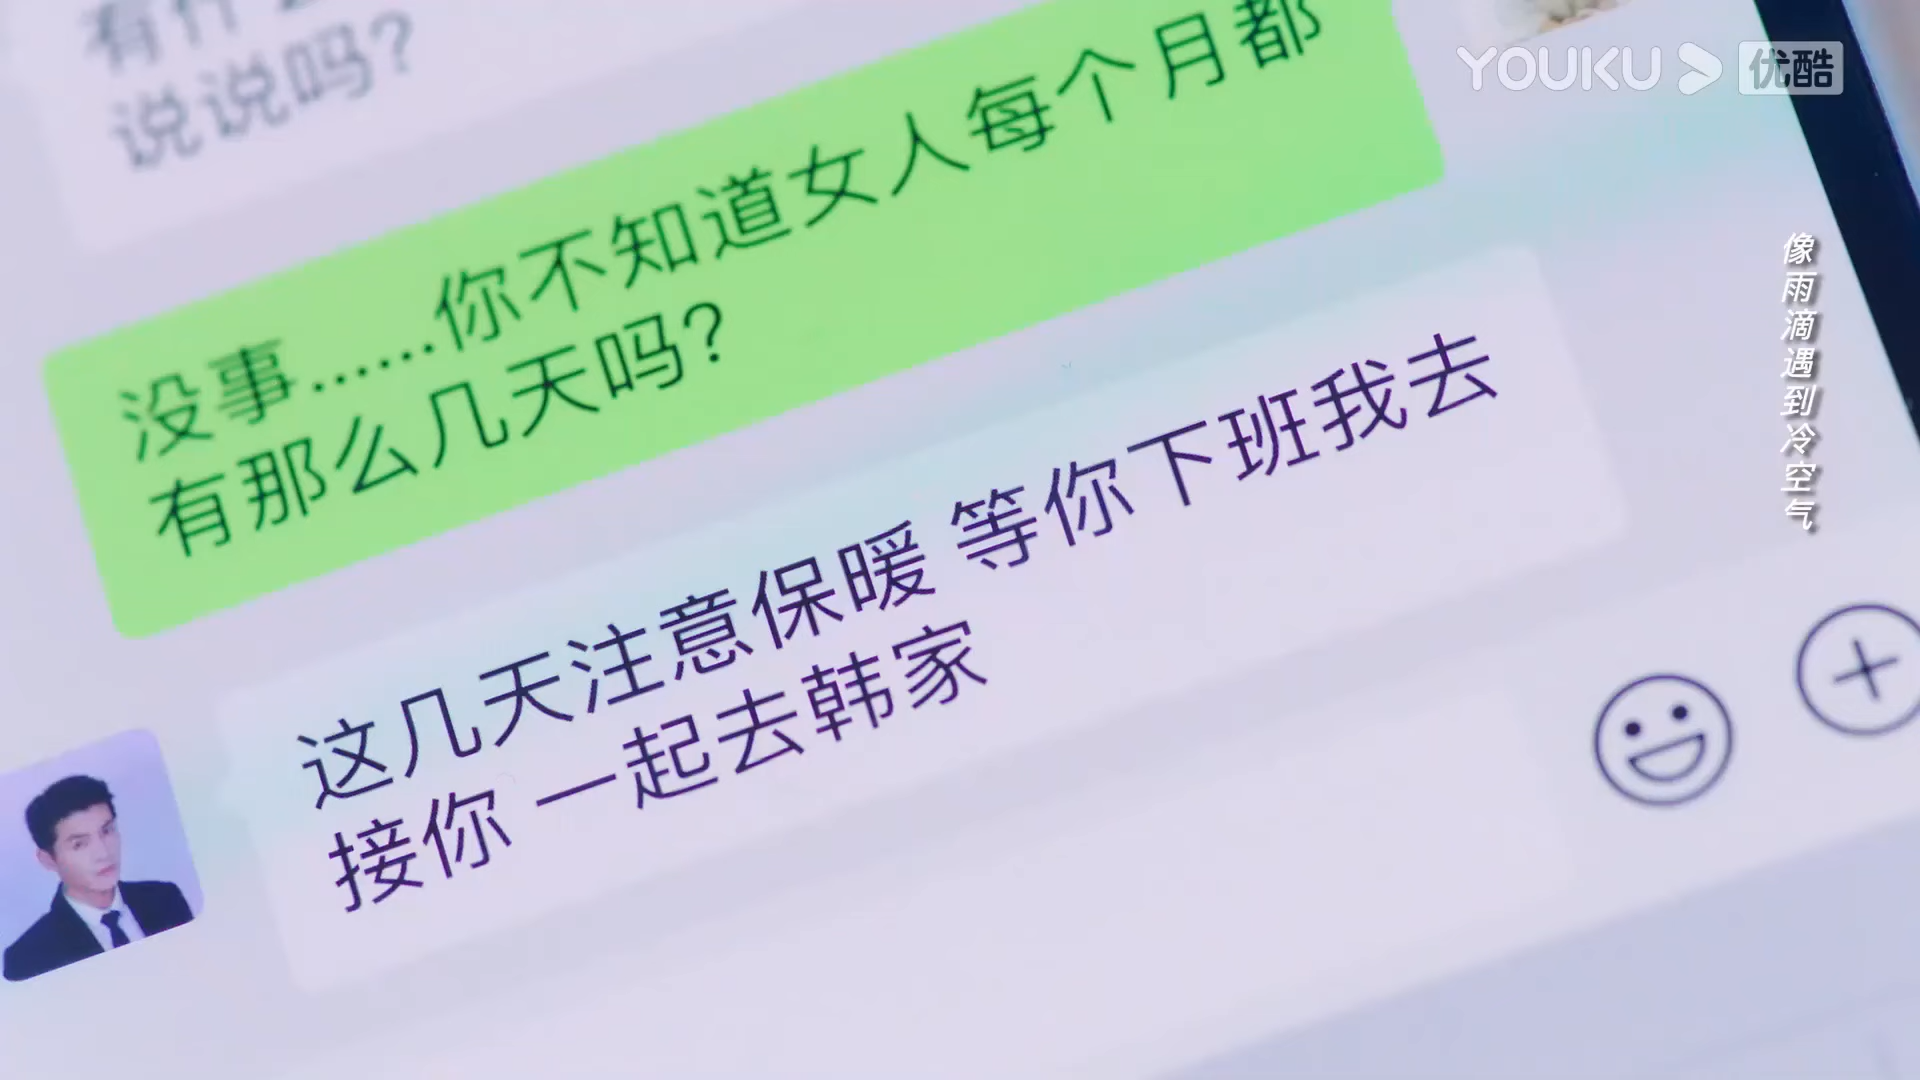 说说吗?
没事……你不知道女人每个月都
有那么几天吗?
这几天注意保暖 等你下班我去
接你 一起去韩家
YOUKU 优酷
像雨滴遇到冷空气